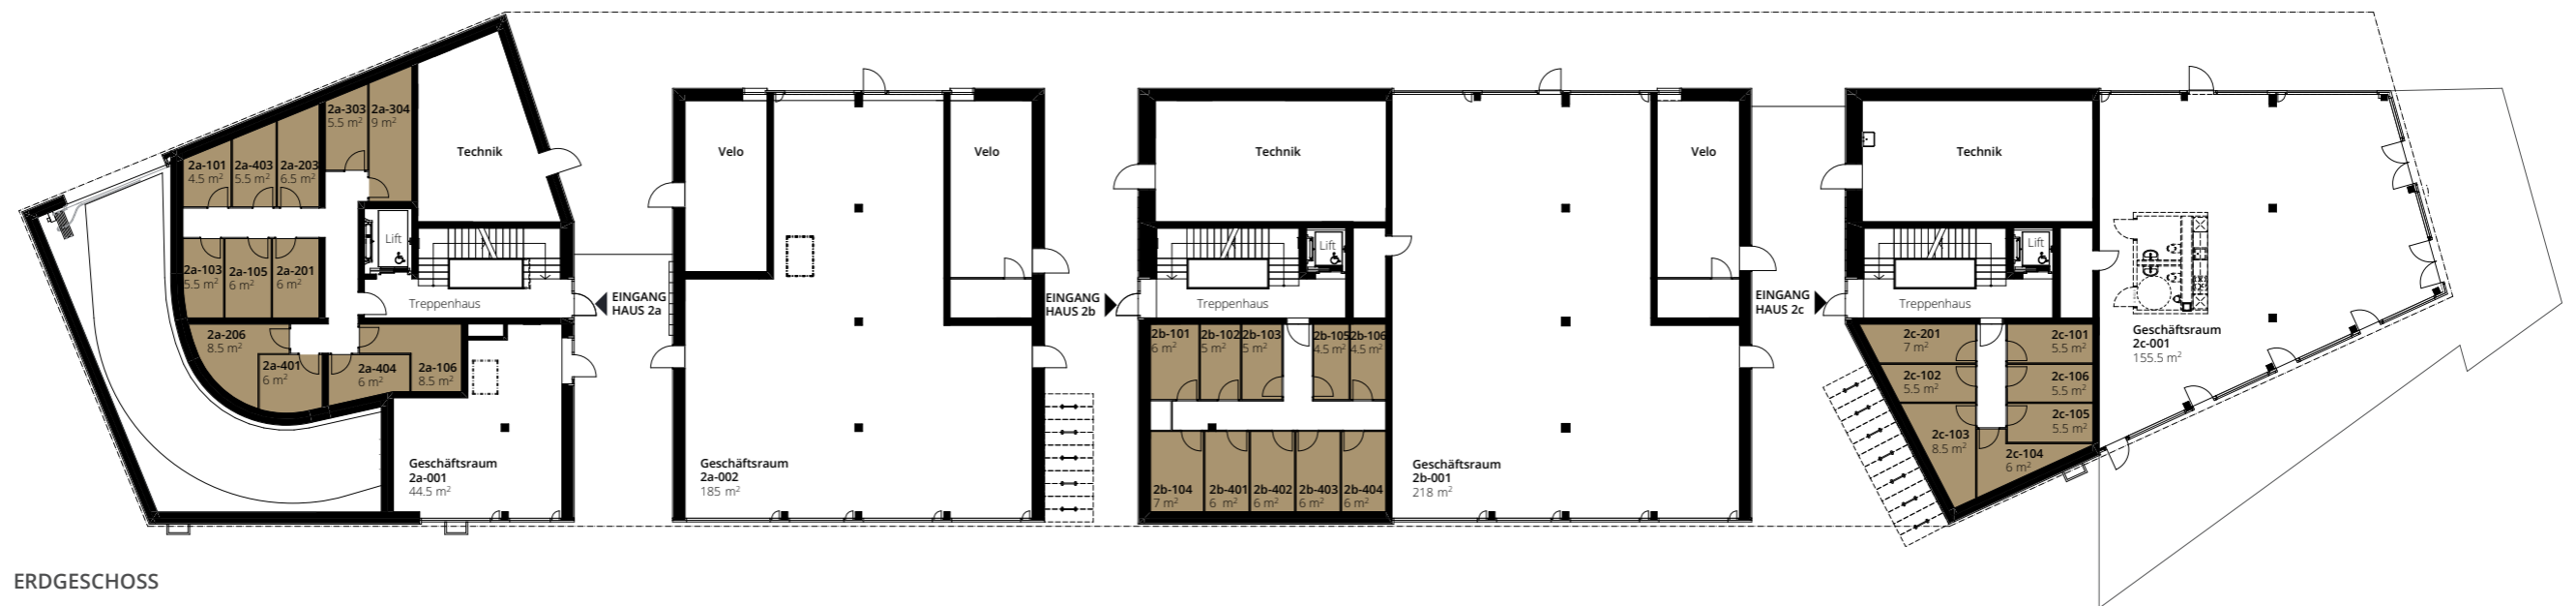 2a-303
5.5 m²
2a-304
9 m²
2a-101
4.5 m²
2a-403
5.5 m²
2a-203
6.5 m²
Technik
2a-103
5.5 m²
2a-105
6 m²
2a-201
6 m²
Lift
Treppenhaus
EINGANG
HAUS 2a
2a-206
8.5 m²
2a-401
6 m²
2a-404
6 m²
2a-106
8.5 m²
Geschäftsraum
2a-001
44.5 m²
Velo
Velo
Geschäftsraum
2a-002
185 m²
EINGANG
HAUS 2b
Technik
Lift
Treppenhaus
2b-101
6 m²
2b-102
5 m²
2b-103
5 m²
2b-105
4.5 m²
2b-106
4.5 m²
2b-104
7 m²
2b-401
6 m²
2b-402
6 m²
2b-403
6 m²
2b-404
6 m²
Geschäftsraum
2b-001
218 m²
Velo
EINGANG
HAUS 2c
Technik
Lift
Treppenhaus
2c-201
7 m²
2c-102
5.5 m²
2c-103
8.5 m²
2c-101
5.5 m²
2c-106
5.5 m²
2c-105
5.5 m²
2c-104
6 m²
Geschäftsraum
2c-001
155.5 m²
ERDGESCHOSS